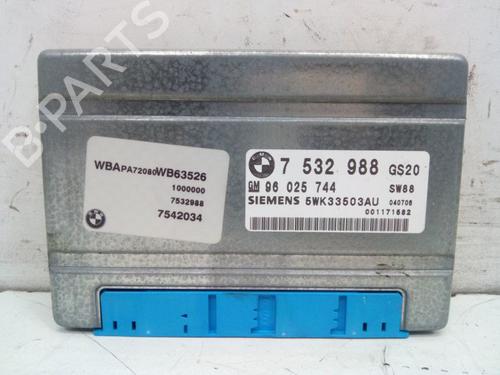 WBAPA72080WB63526
1000000
7532988
7542034
7 532 988 GS20
GM 96 025 744 SW88
SIEMENS 5WK33503AU 040706
001171682
B-PARTS